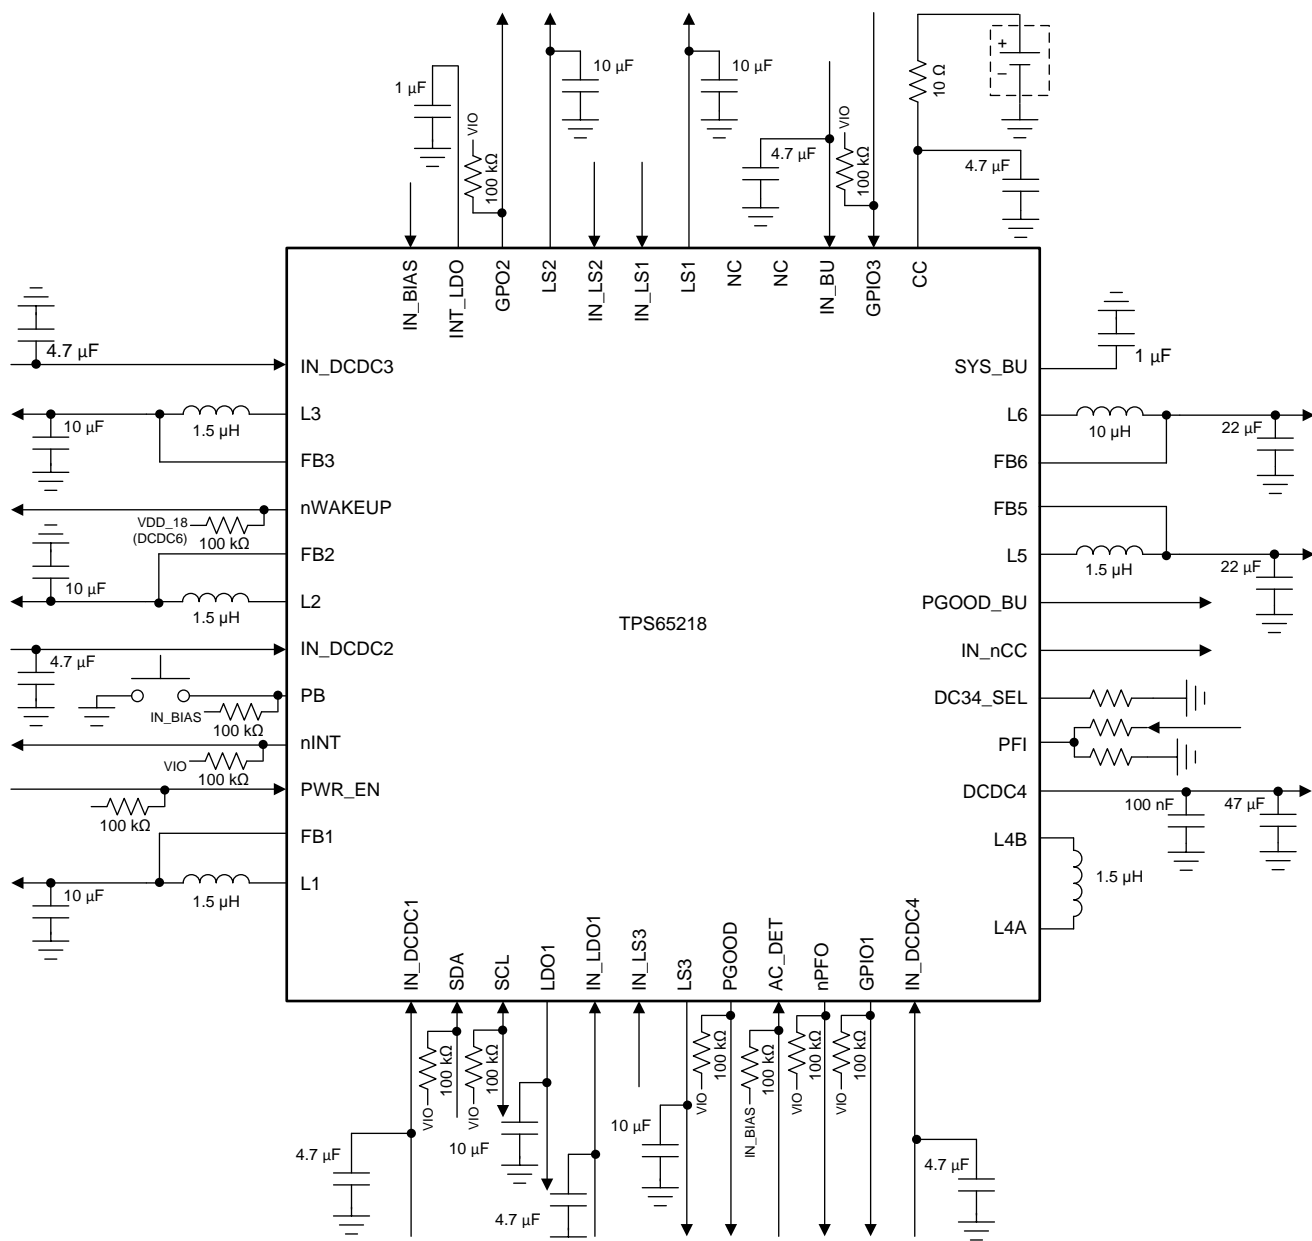 10 µF
10 µF
10 Ω
+
–
1 µF
VIO
100 kΩ
4.7 µF
VIO
100 kΩ
4.7 µF
IN_BIAS
INT_LDO
GPO2
LS2
IN_LS2
IN_LS1
LS1
NC
NC
IN_BU
GPIO3
CC
4.7 µF
IN_DCDC3
L3
10 µF
1.5 µH
FB3
nWAKEUP
VDD_18
(DCDC6)
100 kΩ
FB2
10 µF
L2
1.5 µH
IN_DCDC2
4.7 µF
PB
IN_BIAS
100 kΩ
nINT
VIO
100 kΩ
PWR_EN
100 kΩ
FB1
L1
10 µF
1.5 µH
TPS65218
SYS_BU
1 µF
L6
10 µH
22 µF
FB6
FB5
L5
1.5 µH
22 µF
PGOOD_BU
IN_nCC
DC34_SEL
PFI
DCDC4
100 nF
47 µF
L4B
1.5 µH
L4A
IN_DCDC1
SDA
SCL
LDO1
IN_LDO1
IN_LS3
LS3
PGOOD
AC_DET
nPFO
GPIO1
IN_DCDC4
100 kΩ
VIO
100 kΩ
VIO
100 kΩ
VIO
100 kΩ
IN_BIAS
100 kΩ
VIO
100 kΩ
VIO
4.7 µF
10 µF
4.7 µF
10 µF
4.7 µF